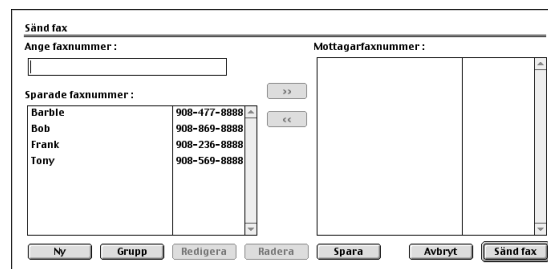 Sänd fax
Ange faxnummer :
Mottagarfaxnummer :
>>
Sparade faxnummer :
<<
Barble 908-477-8888
Bob 908-869-8888
Frank 908-236-8888
Tony 908-569-8888
Ny Grupp Redigera Radera Spara Avbryt Sänd fax